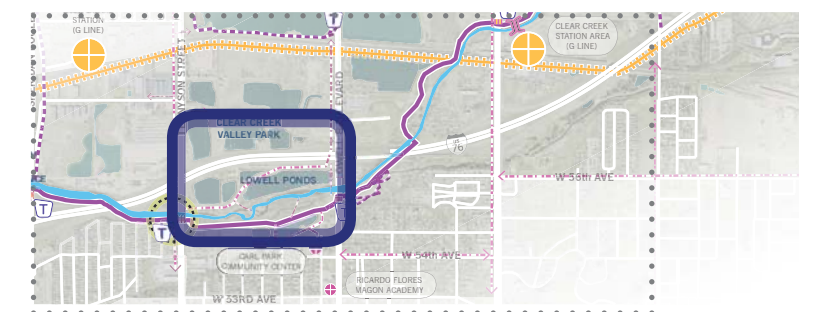 STATION
(G LINE)
T
CLEAR CREEK
STATION AREA
(G LINE)
CLEAR CREEK
VALLEY PARK
76
LOWELL PONDS
W 56th AVE
T
T
CARL PARK
COMMUNITY CENTER
W 54th AVE
RICARDO FLORES
MAGON ACADEMY
W 53RD AVE